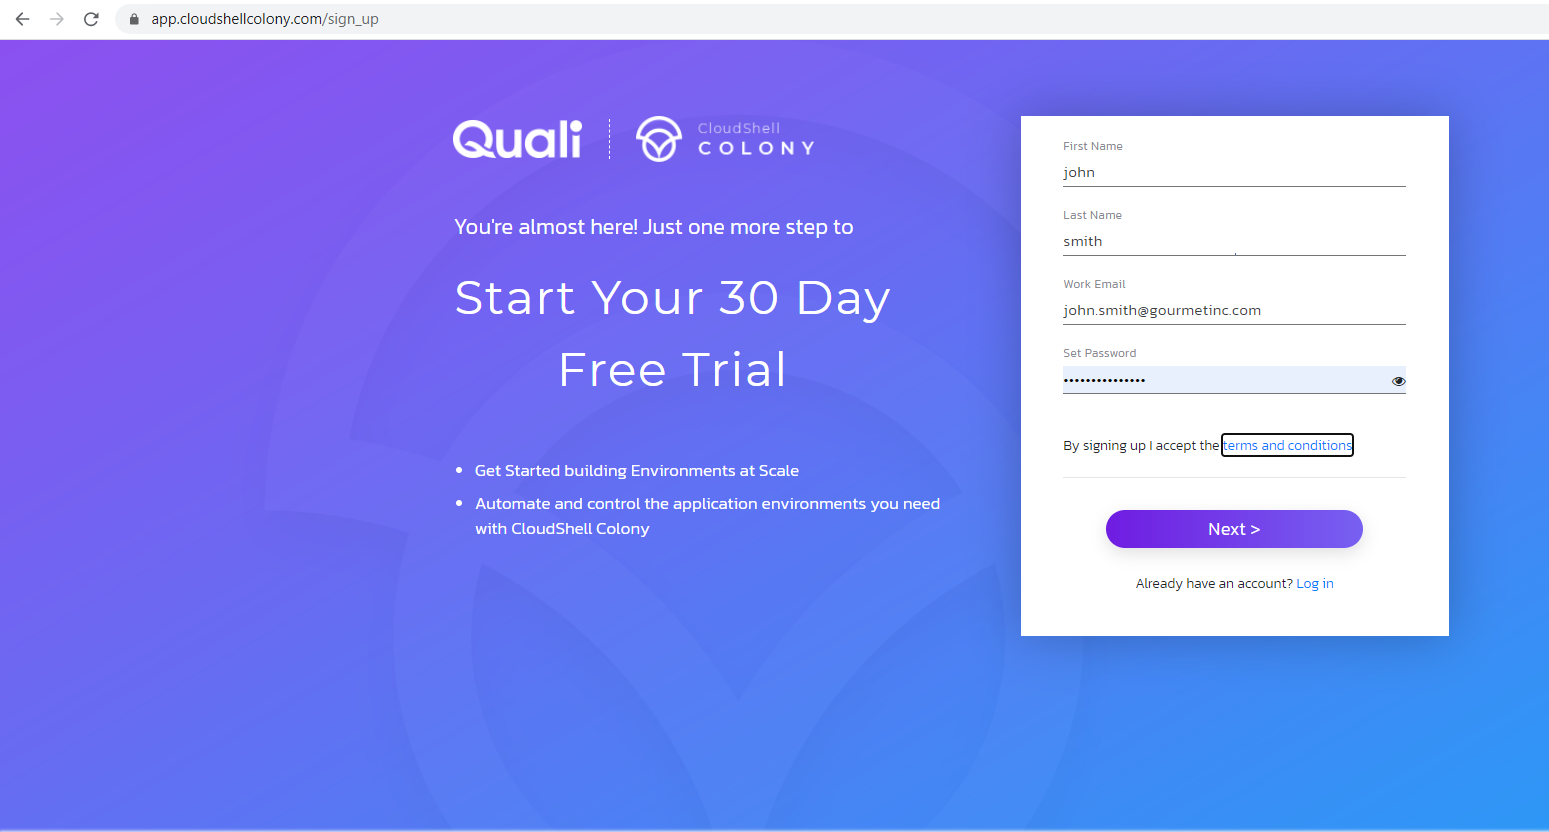 app.cloudshellcolony.com/sign_up
Quali
CloudShell
COLONY
You're almost here! Just one more step to
Start Your 30 Day
Free Trial
Get Started building Environments at Scale
Automate and control the application environments you need
with CloudShell Colony
First Name
john
Last Name
smith
Work Email
john.smith@gourmetinc.com
Set Password
•••••••••••••••
By signing up I accept the terms and conditions
Next >
Already have an account? Log in